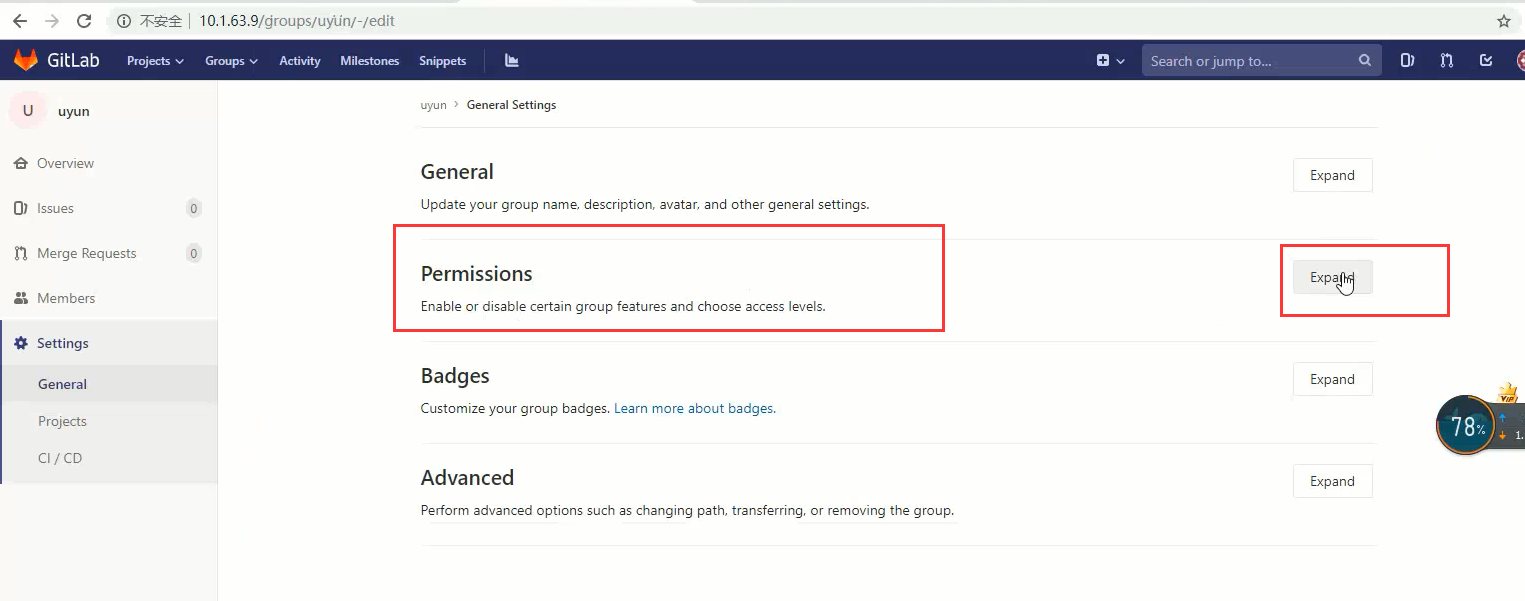 不安全 10.1.63.9/groups/uyun/-/edit
GitLab Projects Groups Activity Milestones Snippets Search or jump to...
U uyun
uyun > General Settings
Overview
Issues 0
Merge Requests 0
Members
Settings
General
Projects
CI / CD
General
Expand
Update your group name, description, avatar, and other general settings.
Permissions
Expand
Enable or disable certain group features and choose access levels.
Badges
Expand
Customize your group badges. Learn more about badges.
Advanced
Expand
Perform advanced options such as changing path, transferring, or removing the group.
VIP
78%
1.